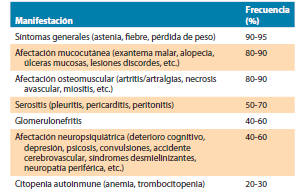 Manifestación
Frecuencia
(%)
Síntomas generales (astenia, fiebre, pérdida de peso)
90-95
Afectación mucocutánea (exantema malar, alopecia,
úlceras mucosas, lesiones discordes, etc.)
80-90
Afectación osteomuscular (artritis/artralgias, necrosis
avascular, miositis, etc.)
80-90
Serositis (pleuritis, pericarditis, peritonitis)
50-70
Glomerulonefritis
40-60
Afectación neuropsiquiátrica (deterioro cognitivo,
depresión, psicosis, convulsiones, accidente
cerebrovascular, síndromes desmielinizantes,
neuropatía periférica, etc.)
40-60
Citopenia autoinmune (anemia, trombocitopenia)
20-30